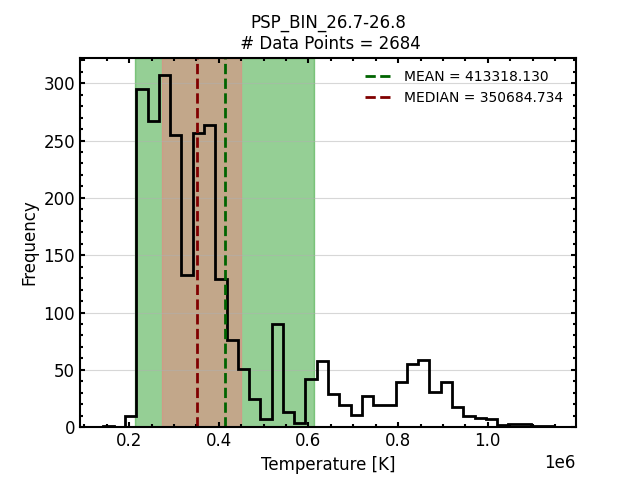 PSP_BIN_26.7-26.8
# Data Points = 2684
MEAN = 413318.130
MEDIAN = 350684.734
Frequency
300
250
200
150
100
50
0
0.2
0.4
0.6
0.8
1.0
1e6
Temperature [K]